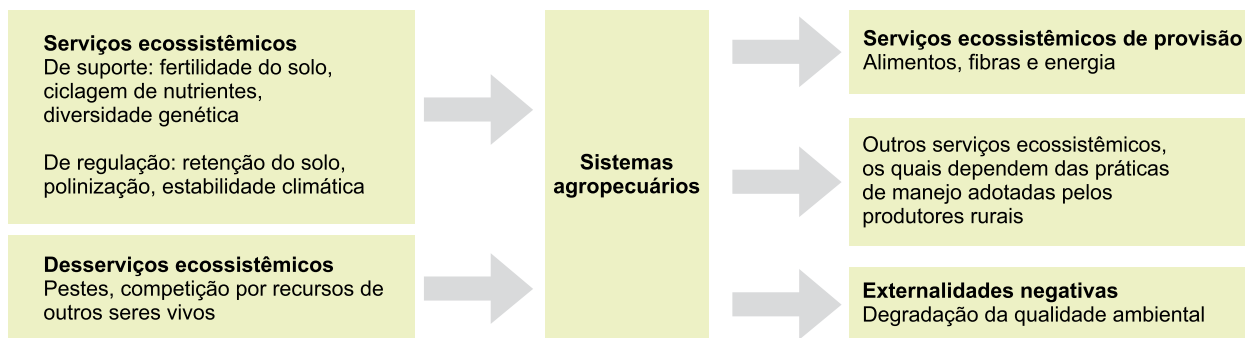 Serviços ecossistêmicos
De suporte: fertilidade do solo,
ciclagem de nutrientes,
diversidade genética
De regulação: retenção do solo,
polinização, estabilidade climática
Desserviços ecossistêmicos
Pestes, competição por recursos de
outros seres vivos
Sistemas
agropecuários
Serviços ecossistêmicos de provisão
Alimentos, fibras e energia
Outros serviços ecossistêmicos,
os quais dependem das práticas
de manejo adotadas pelos
produtores rurais
Externalidades negativas
Degradação da qualidade ambiental